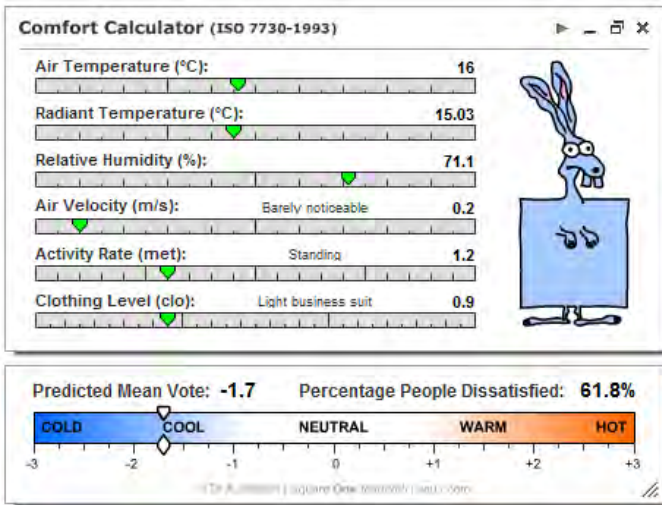 Comfort Calculator (ISO 7730-1993)
Air Temperature (°C): 16
Radiant Temperature (°C): 15.03
Relative Humidity (%): 71.1
Air Velocity (m/s): Barely noticeable 0.2
Activity Rate (met): Standing 1.2
Clothing Level (clo): Light business suit 0.9
Predicted Mean Vote: -1.7 Percentage People Dissatisfied: 61.8%
COLD COOL NEUTRAL WARM HOT
-3 -2 -1 0 +1 +2 +3
Square One